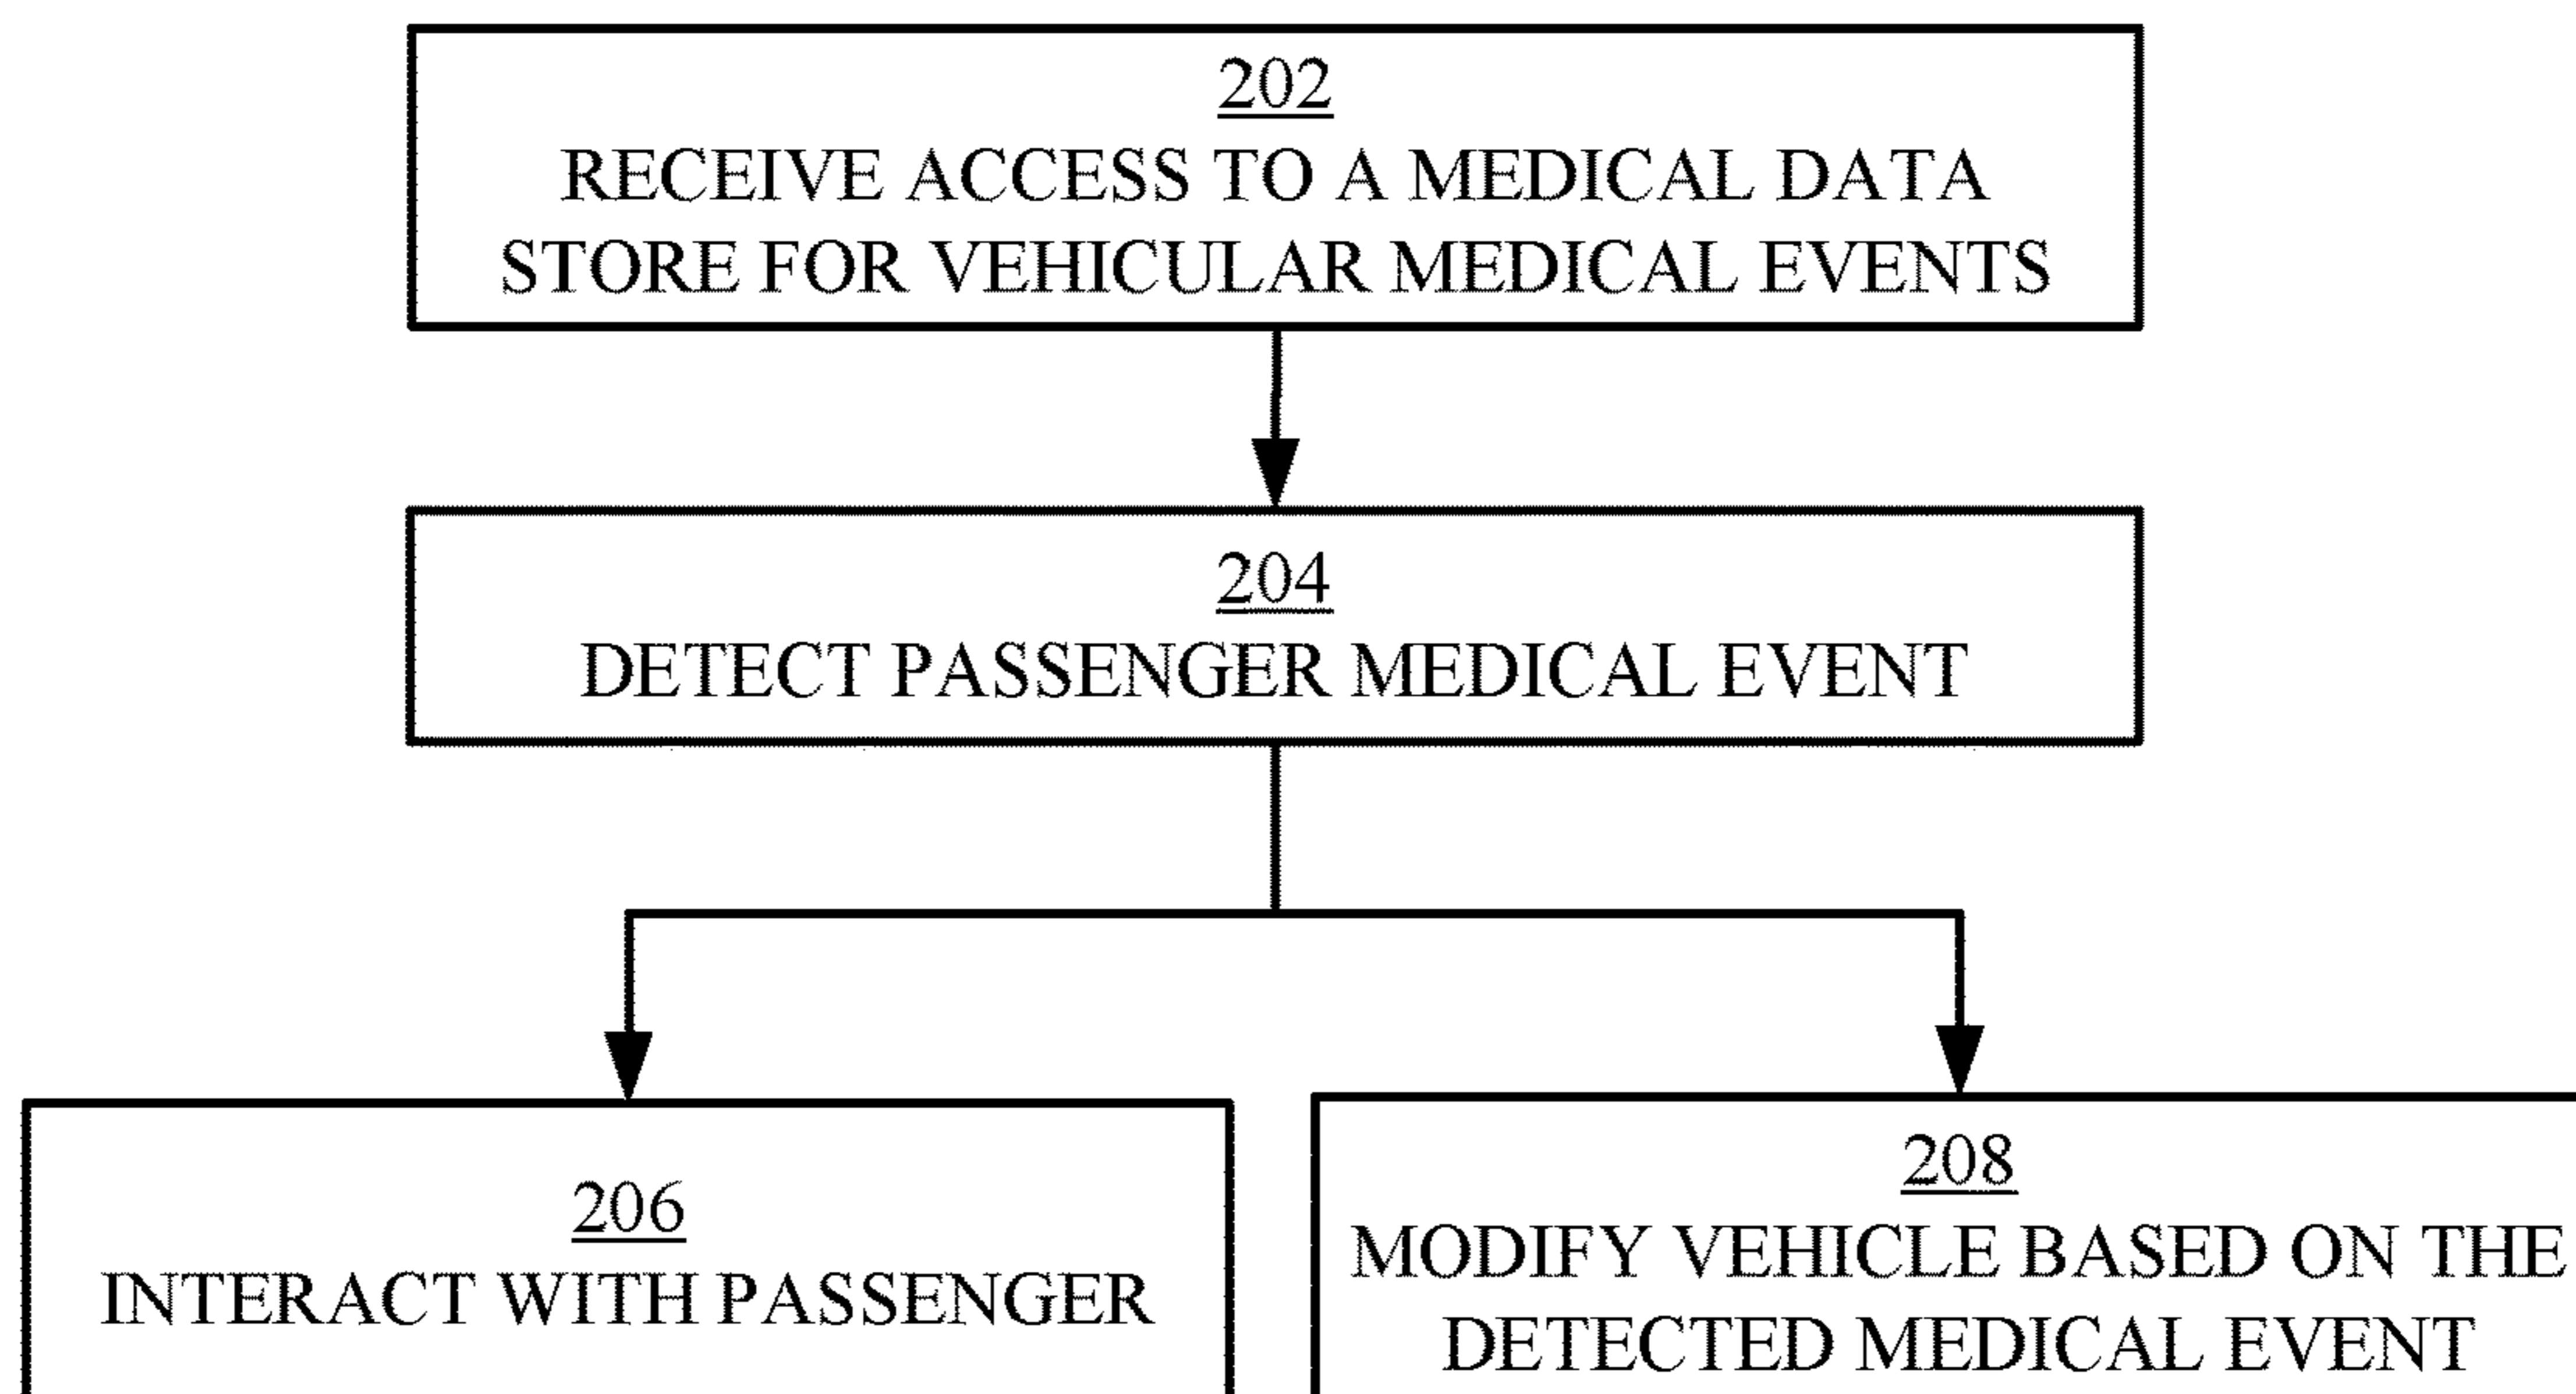 202
RECEIVE ACCESS TO A MEDICAL DATA
STORE FOR VEHICULAR MEDICAL EVENTS
204
DETECT PASSENGER MEDICAL EVENT
206
INTERACT WITH PASSENGER
208
MODIFY VEHICLE BASED ON THE
DETECTED MEDICAL EVENT